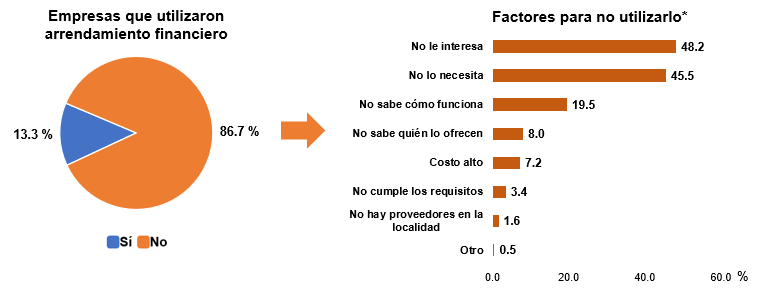 Empresas que utilizaron
arrendamiento financiero
13.3 %
86.7 %
Sí
No
Factores para no utilizarlo*
No le interesa 48.2
No lo necesita 45.5
No sabe cómo funciona 19.5
No sabe quién lo ofrecen 8.0
Costo alto 7.2
No cumple los requisitos 3.4
No hay proveedores en la
localidad 1.6
Otro 0.5
0.0 20.0 40.0 60.0 %